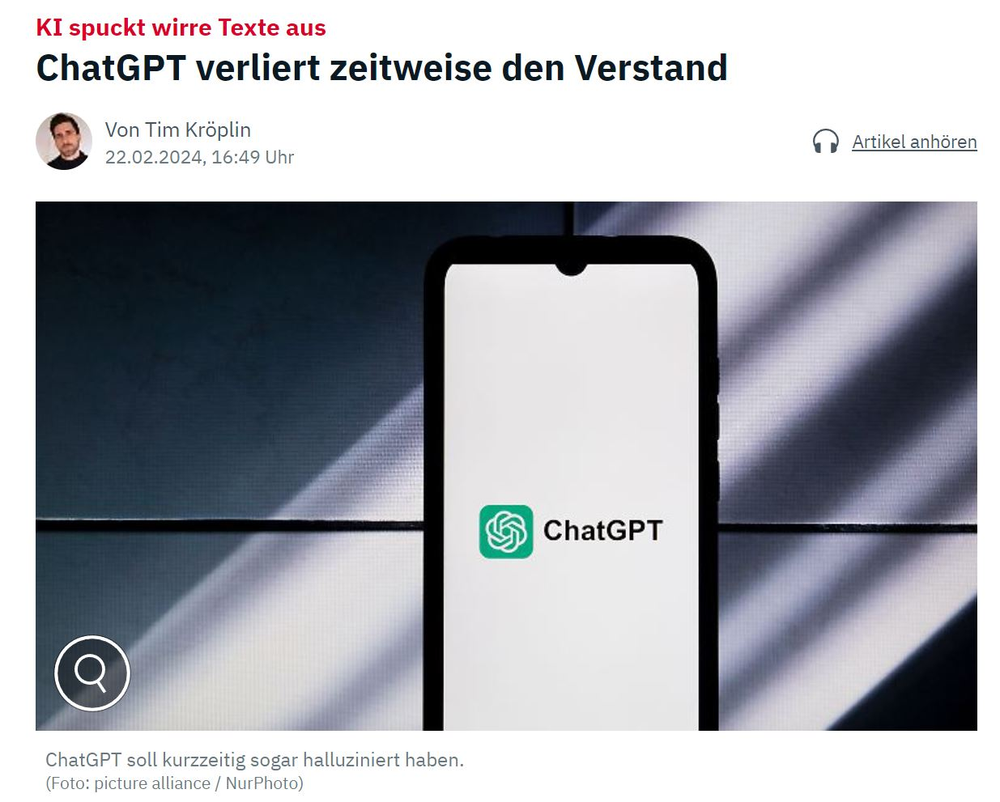 KI spuckt wirre Texte aus
ChatGPT verliert zeitweise den Verstand
Von Tim Kröplin
22.02.2024, 16:49 Uhr
Artikel anhören
ChatGPT
ChatGPT soll kurzzeitig sogar halluziniert haben.
(Foto: picture alliance / NurPhoto)